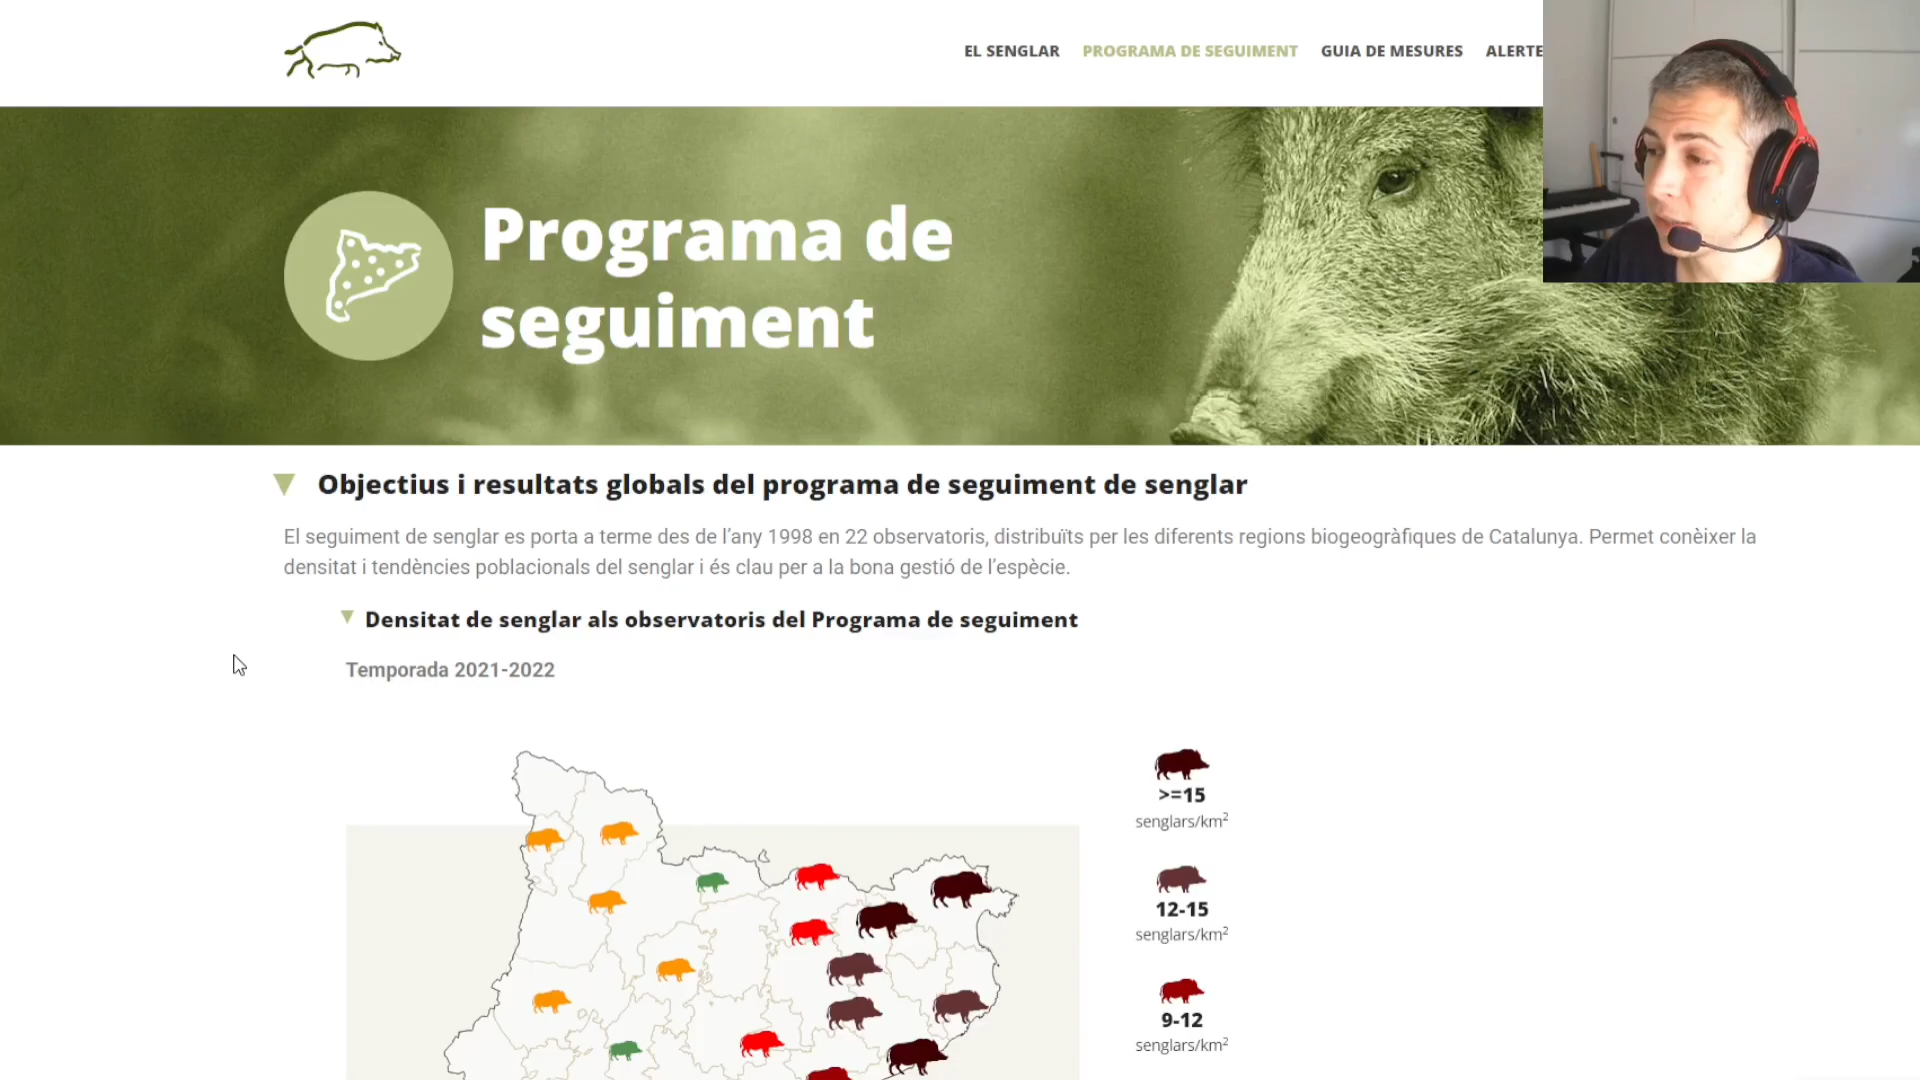 EL SENGLAR PROGRAMA DE SEGUIMENT GUIA DE MESURES ALERTE
Programa de
seguiment
Objectius i resultats globals del programa de seguiment de senglar
El seguiment de senglar es porta a terme des de l’any 1998 en 22 observatoris, distribuïts per les diferents regions biogeogràfiques de Catalunya. Permet conèixer la
densitat i tendències poblacionals del senglar i és clau per a la bona gestió de l’espècie.
Densitat de senglar als observatoris del Programa de seguiment
Temporada 2021-2022
>=15
senglars/km²
12-15
senglars/km²
9-12
senglars/km²